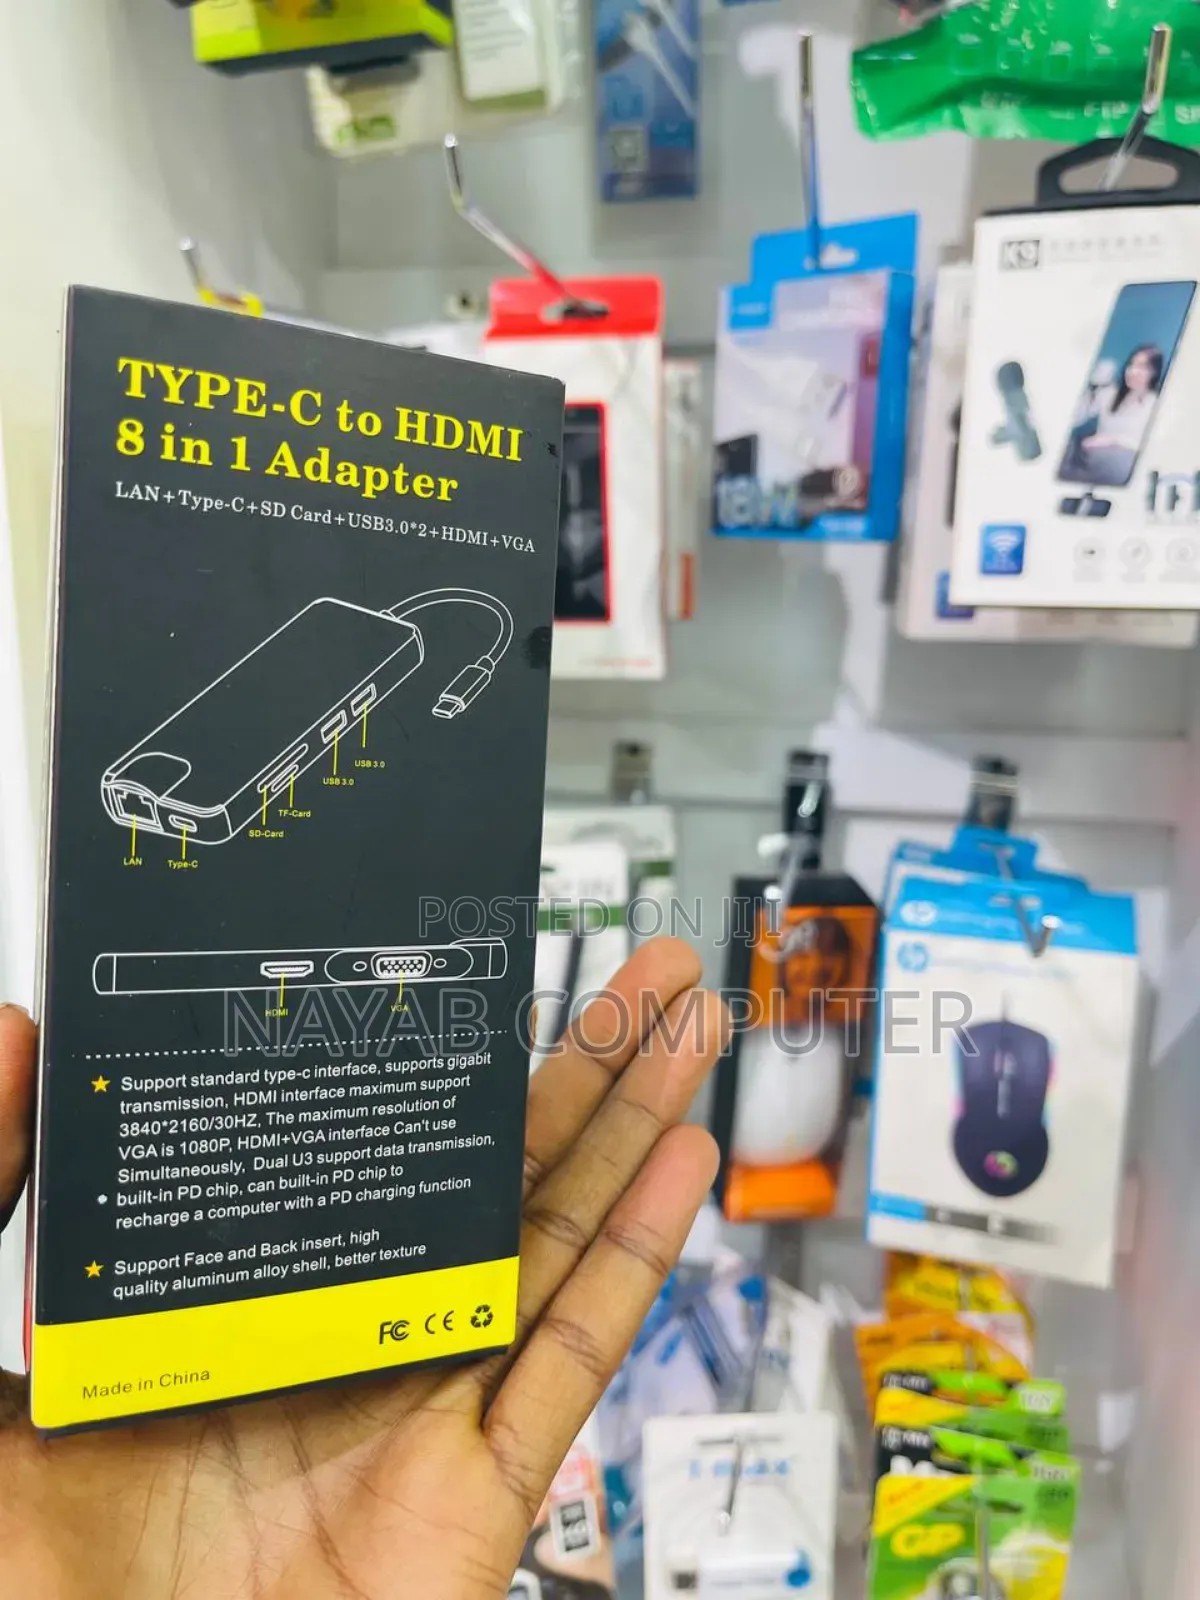 TYPE-C to HDMI
8 in 1 Adapter
LAN+Type-C+SD Card+USB3.0*2+HDMI+VGA
USB 3.0
USB 3.0
TF-Card
SD-Card
LAN
Type-C
HDMI
VGA
Support standard type-c interface, supports gigabit
transmission, HDMI interface maximum support
3840*2160/30HZ, The maximum resolution of
VGA is 1080P, HDMI+VGA interface Can't use
Simultaneously, Dual U3 support data transmission,
built-in PD chip, can built-in PD chip to
recharge a computer with a PD charging function
Support Face and Back insert, high
quality aluminum alloy shell, better texture
FC CE
Made in China
POSTED ON JIJI
NAYAB COMPUTER
K9
18W
hp
GP